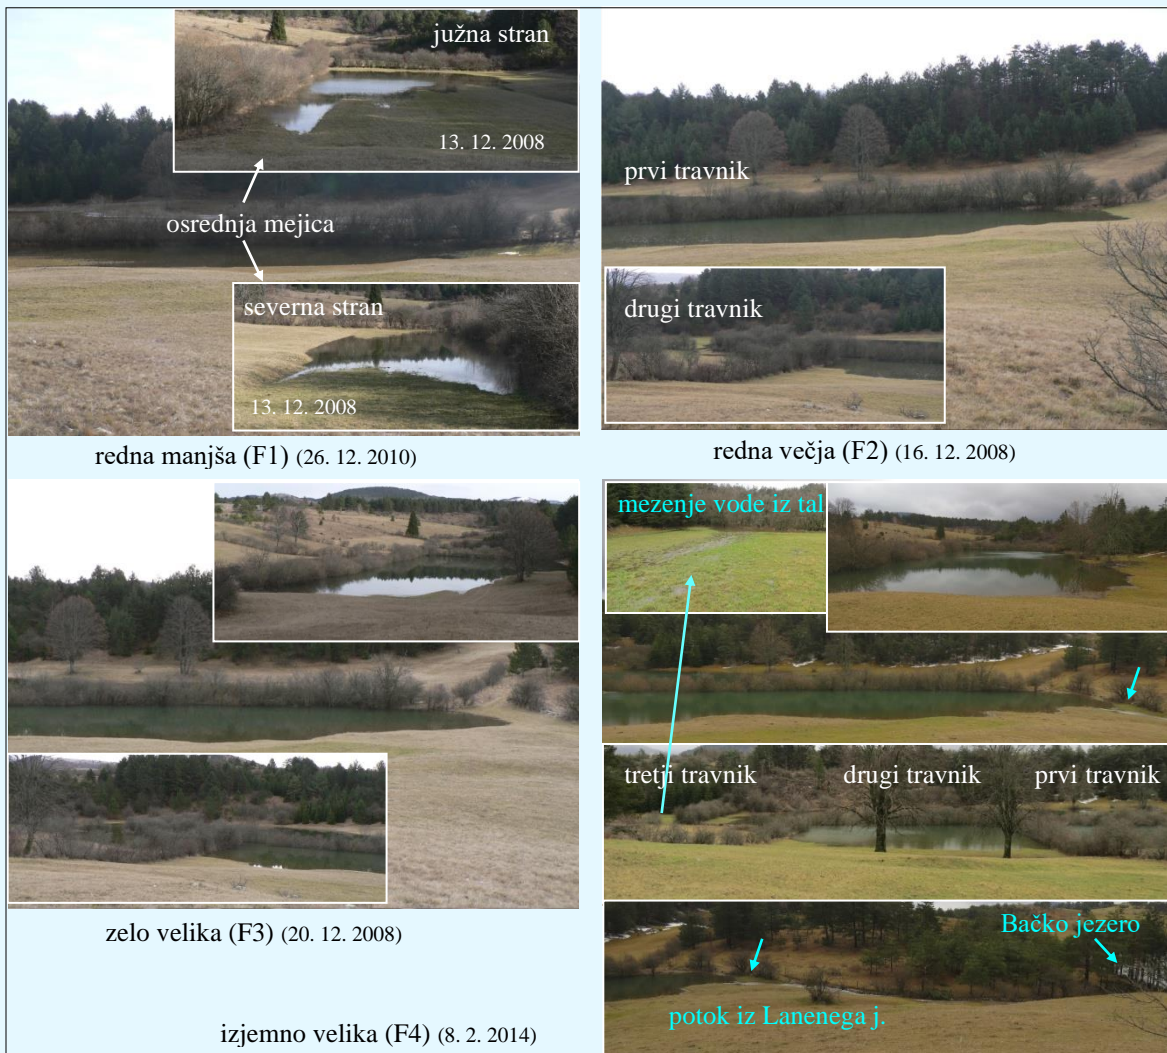 južna stran
13. 12. 2008
osrednja mejica
severna stran
13. 12. 2008
redna manjša (F1) (26. 12. 2010)
prvi travnik
drugi travnik
redna večja (F2) (16. 12. 2008)
zelo velika (F3) (20. 12. 2008)
mezenje vode iz tal
tretji travnik
drugi travnik
prvi travnik
Bačko jezero
potok iz Lanenega j.
izjemno velika (F4) (8. 2. 2014)